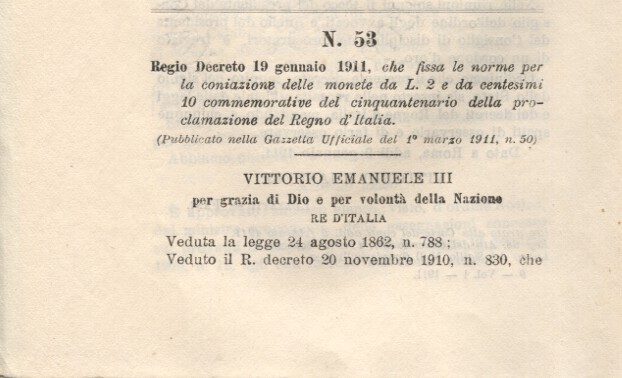 N. 53
Regio Decreto 19 gennaio 1911, che fissa le norme per
la coniazione delle monete da L. 2 e da centesimi
10 commemorative del cinquantenario della pro-
clamazione del Regno d'Italia.
(Pubblicato nella Gazzetta Ufficiale del 1° marzo 1911, n. 50)
VITTORIO EMANUELE III
per grazia di Dio e per volontà della Nazione
RE D'ITALIA
Veduta la legge 24 agosto 1862, n. 788;
Veduto il R. decreto 20 novembre 1910, n. 830, che